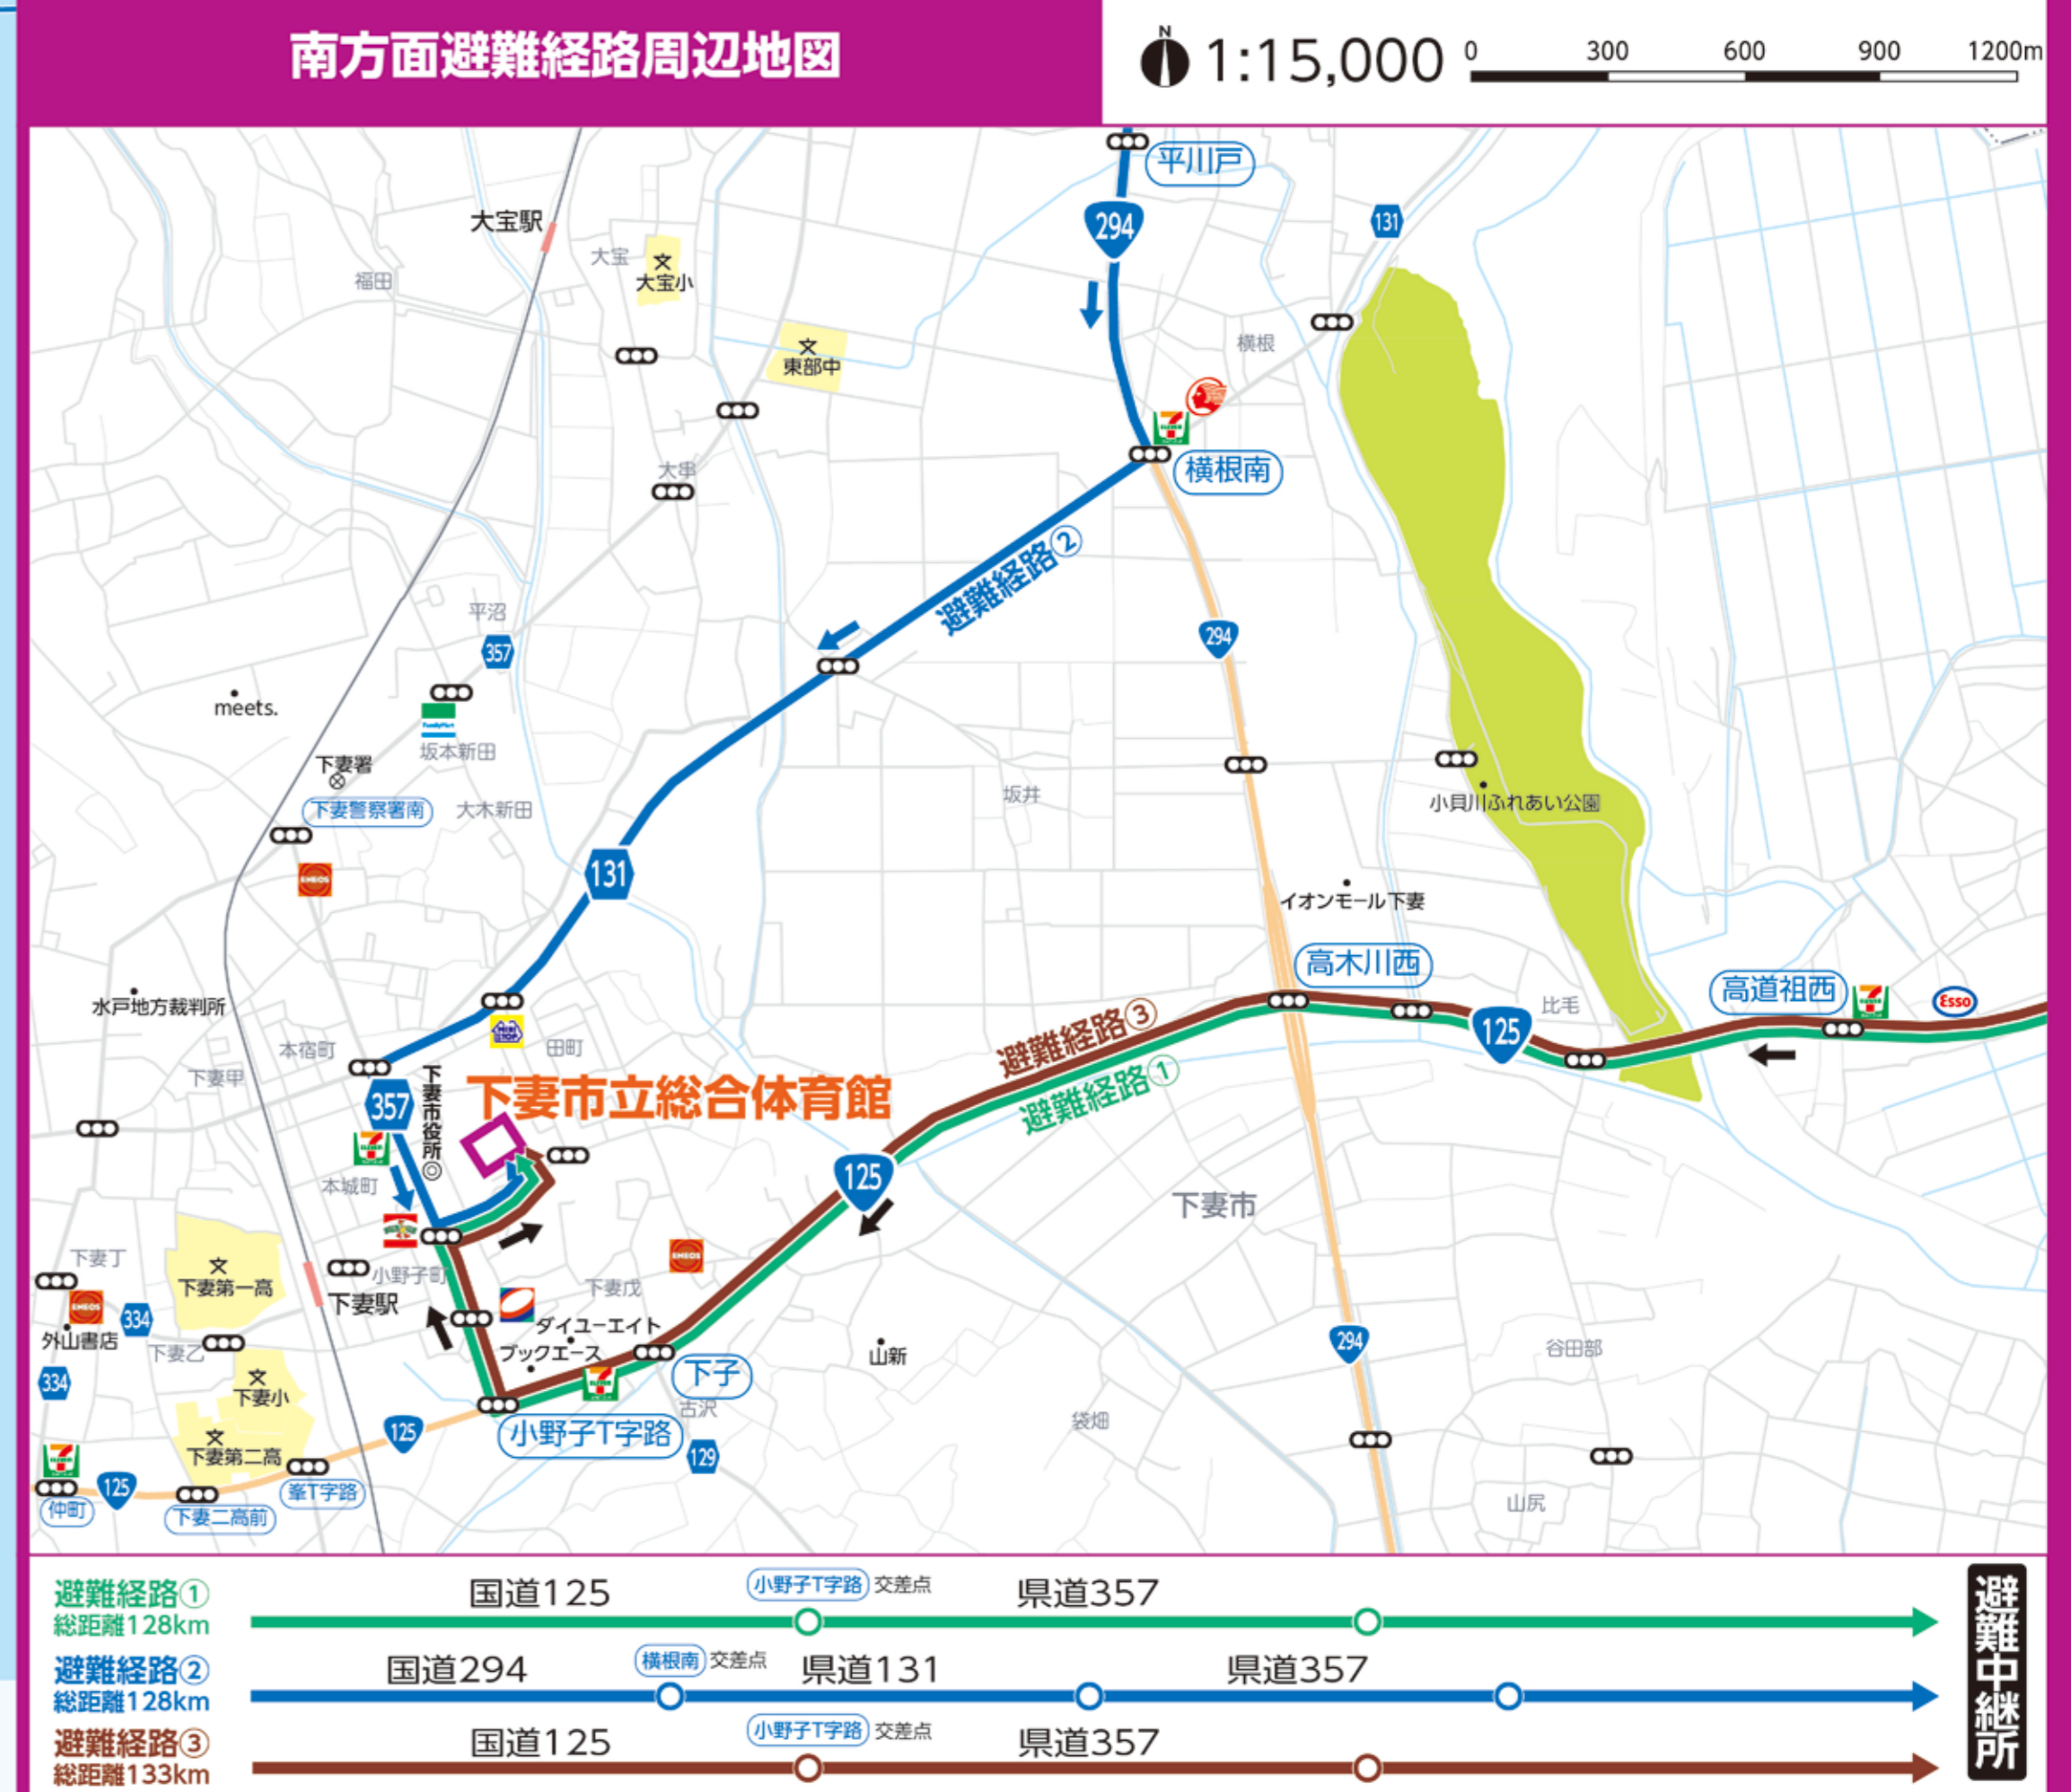 南方面避難経路周辺地図
N
1:15,000
0 300 600 900 1200m
平川戸
294
131
大宝駅
大宝
文
大宝小
福田
文
東部中
横根
ELEVEN
横根南
大串
避難経路②
平沼
357
294
meets.
FamilyMart
坂本新田
下妻署
下妻警察署南
大木新田
坂井
小貝川ふれあい公園
ENEOS
131
イオンモール下妻
高木川西
高道祖西
Esso
比毛
水戸地方裁判所
避難経路③
125
本宿町
田町
下妻甲
避難経路①
下妻市役所
357
下妻市立総合体育館
125
本城町
下妻市
下妻丁
文
下妻第一高
小野子町
下妻駅
ENEOS
下妻戊
ENEOS
334
外山書店
ダイユーエイト
ブックエース
下妻乙
山新
294
谷田部
334
文
下妻小
下子
古沢
125
小野子T字路
袋畑
文
下妻第二高
129
125
仲町
下妻二高前
峯T字路
山尻
避難経路①
総距離128km
国道125
小野子T字路 交差点
県道357
避難経路②
総距離128km
国道294
横根南 交差点
県道131
県道357
避難経路③
総距離133km
国道125
小野子T字路 交差点
県道357
避難中継所